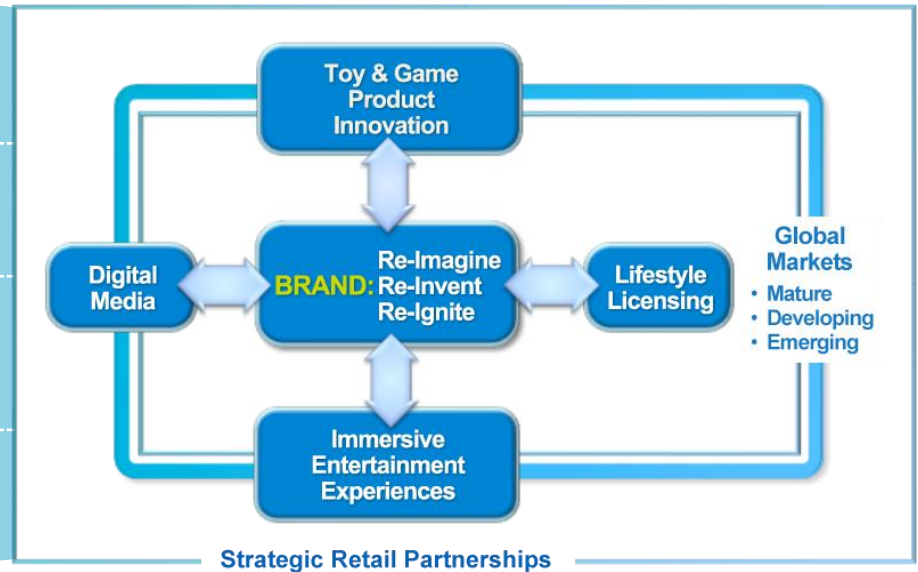 Toy & Game
Product
Innovation
Digital
Media
BRAND:
Re-Imagine
Re-Invent
Re-Ignite
Lifestyle
Licensing
Global
Markets
• Mature
• Developing
• Emerging
Immersive
Entertainment
Experiences
Strategic Retail Partnerships